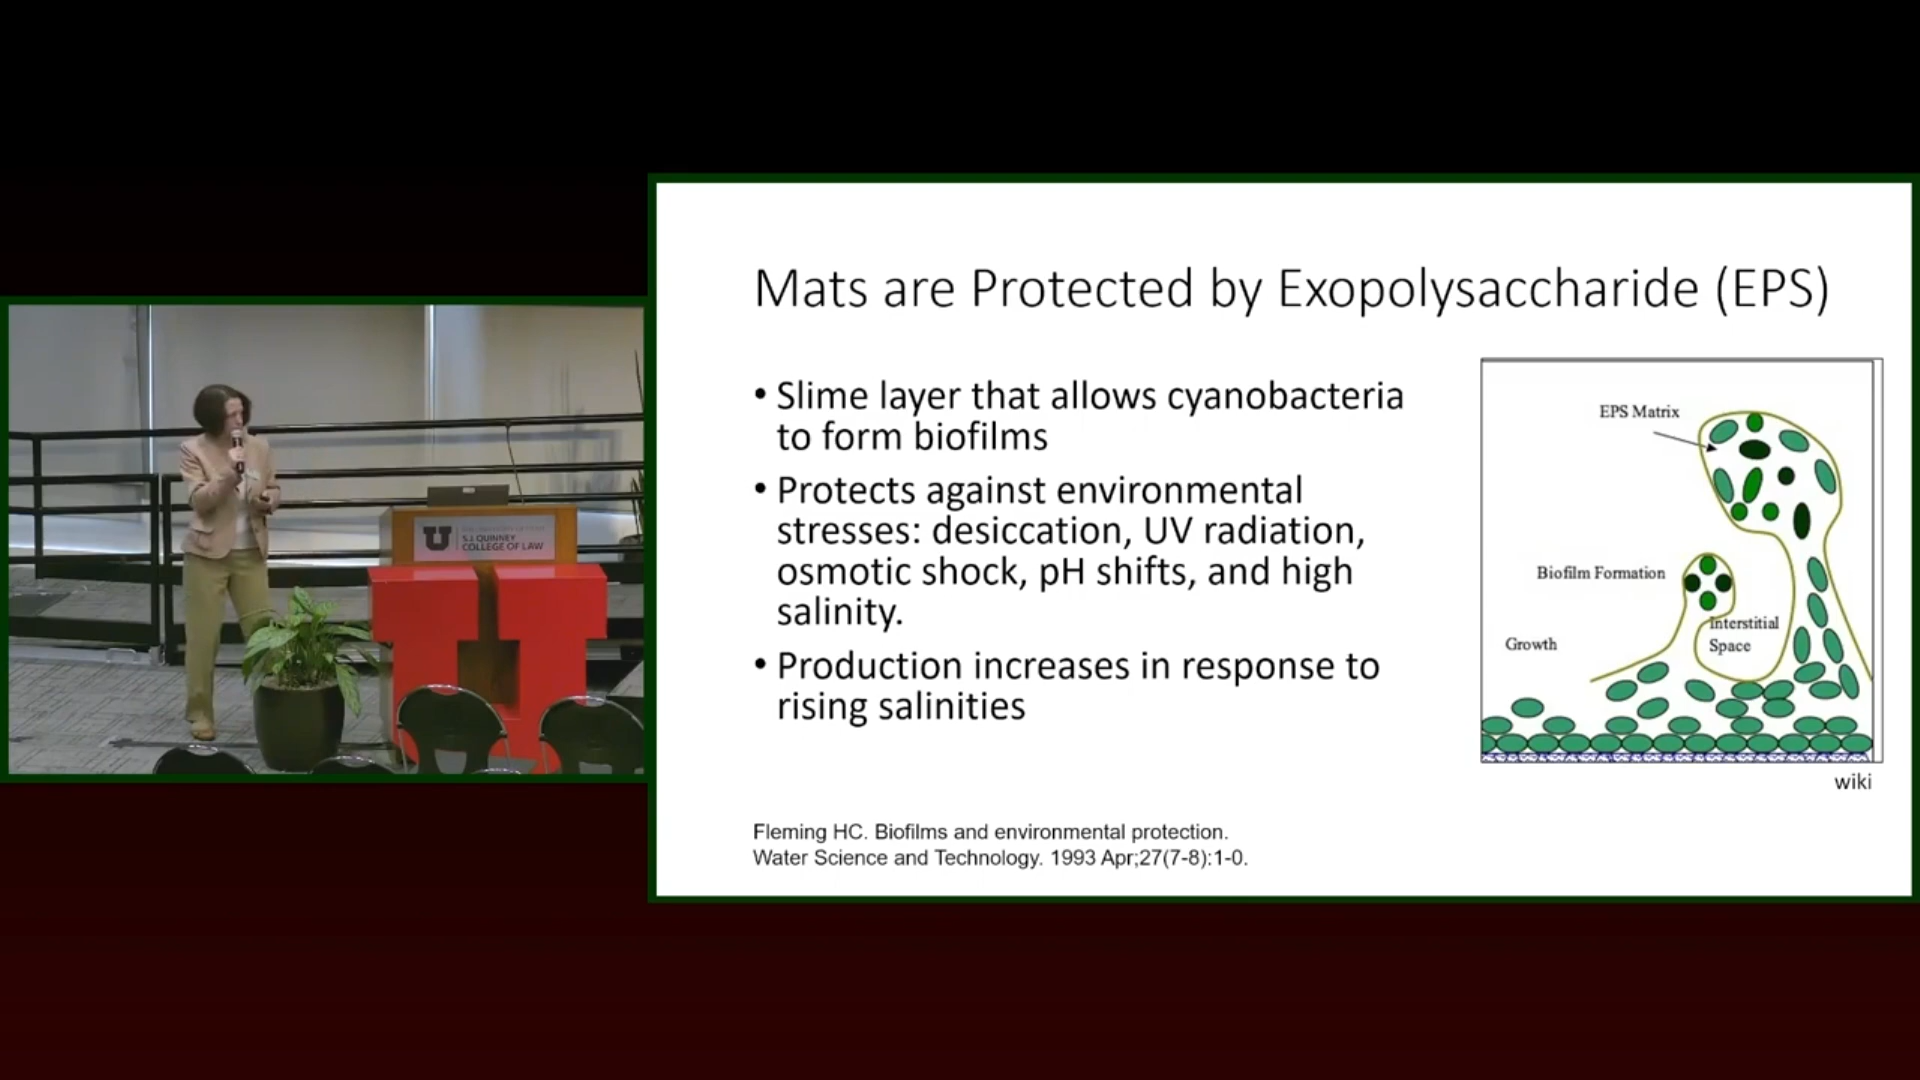 Mats are Protected by Exopolysaccharide (EPS)
• Slime layer that allows cyanobacteria
to form biofilms
• Protects against environmental
stresses: desiccation, UV radiation,
osmotic shock, pH shifts, and high
salinity.
• Production increases in response to
rising salinities
EPS Matrix
Biofilm Formation
Interstitial
Space
Growth
wiki
Fleming HC. Biofilms and environmental protection.
Water Science and Technology. 1993 Apr;27(7-8):1-0.
U
S.J. QUINNEY
COLLEGE OF LAW